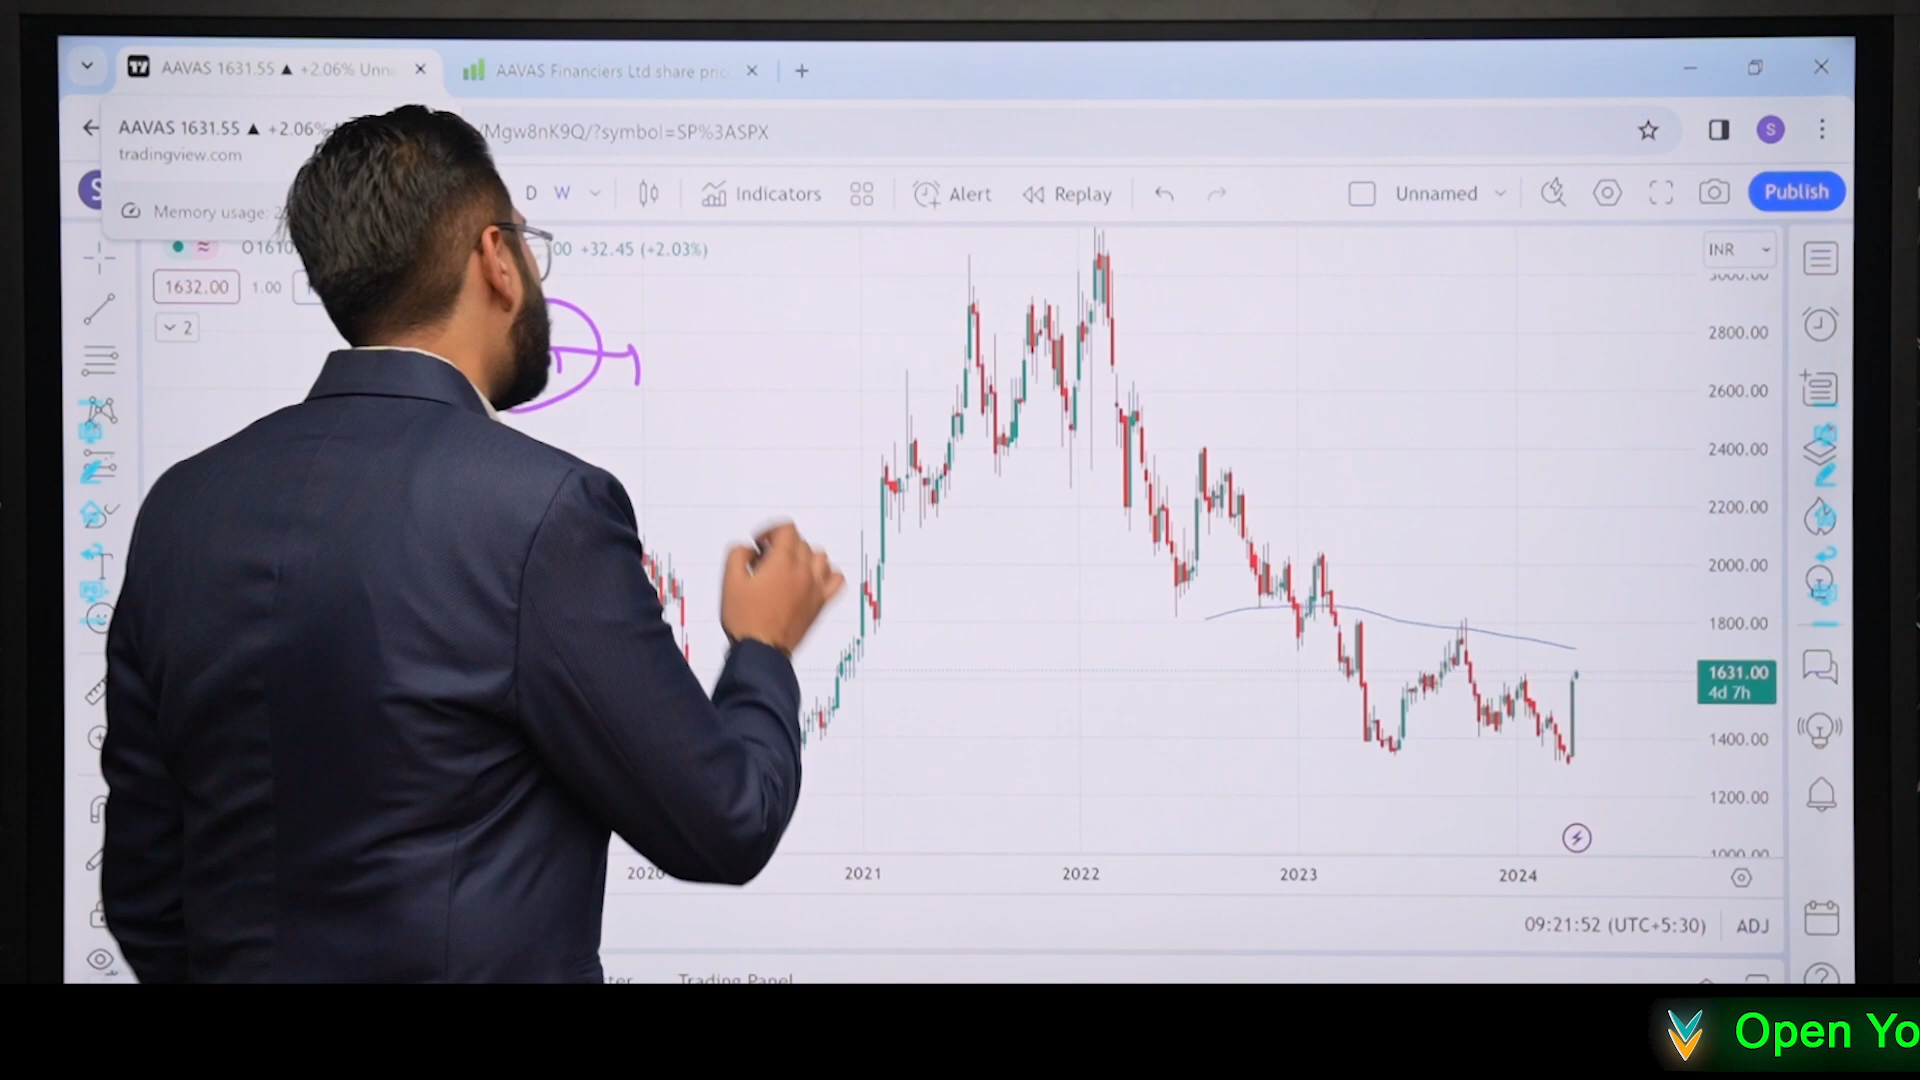 AAVAS 1631.55 ▲ +2.06% Unn
AAVAS Financiers Ltd share pric
AAVAS 1631.55 ▲ +2.06%
tradingview.com
/Mgw8nK9Q/?symbol=SP%3ASPX
S
Memory usage: 2
D W
Indicators
Alert
Replay
Unnamed
Publish
O1610
00 +32.45 (+2.03%)
INR
1632.00
1.00
2
3000.00
2800.00
2600.00
2400.00
2200.00
2000.00
1800.00
1631.00
4d 7h
1400.00
1200.00
1000.00
2020
2021
2022
2023
2024
09:21:52 (UTC+5:30)
ADJ
ter
Trading Panel
Open Yo